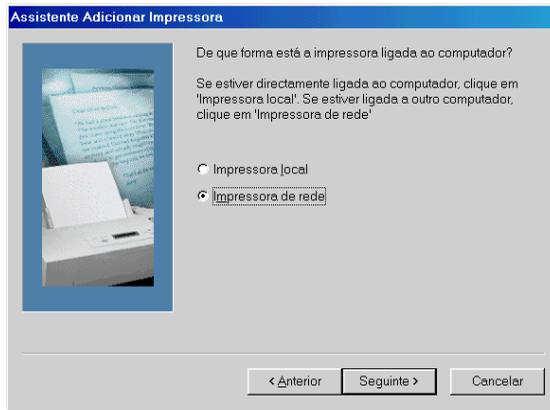 Assistente Adicionar Impressora
De que forma está a impressora ligada ao computador?
Se estiver directamente ligada ao computador, clique em
'Impressora local'. Se estiver ligada a outro computador,
clique em 'Impressora de rede'
Impressora local
Impressora de rede
< Anterior
Seguinte >
Cancelar